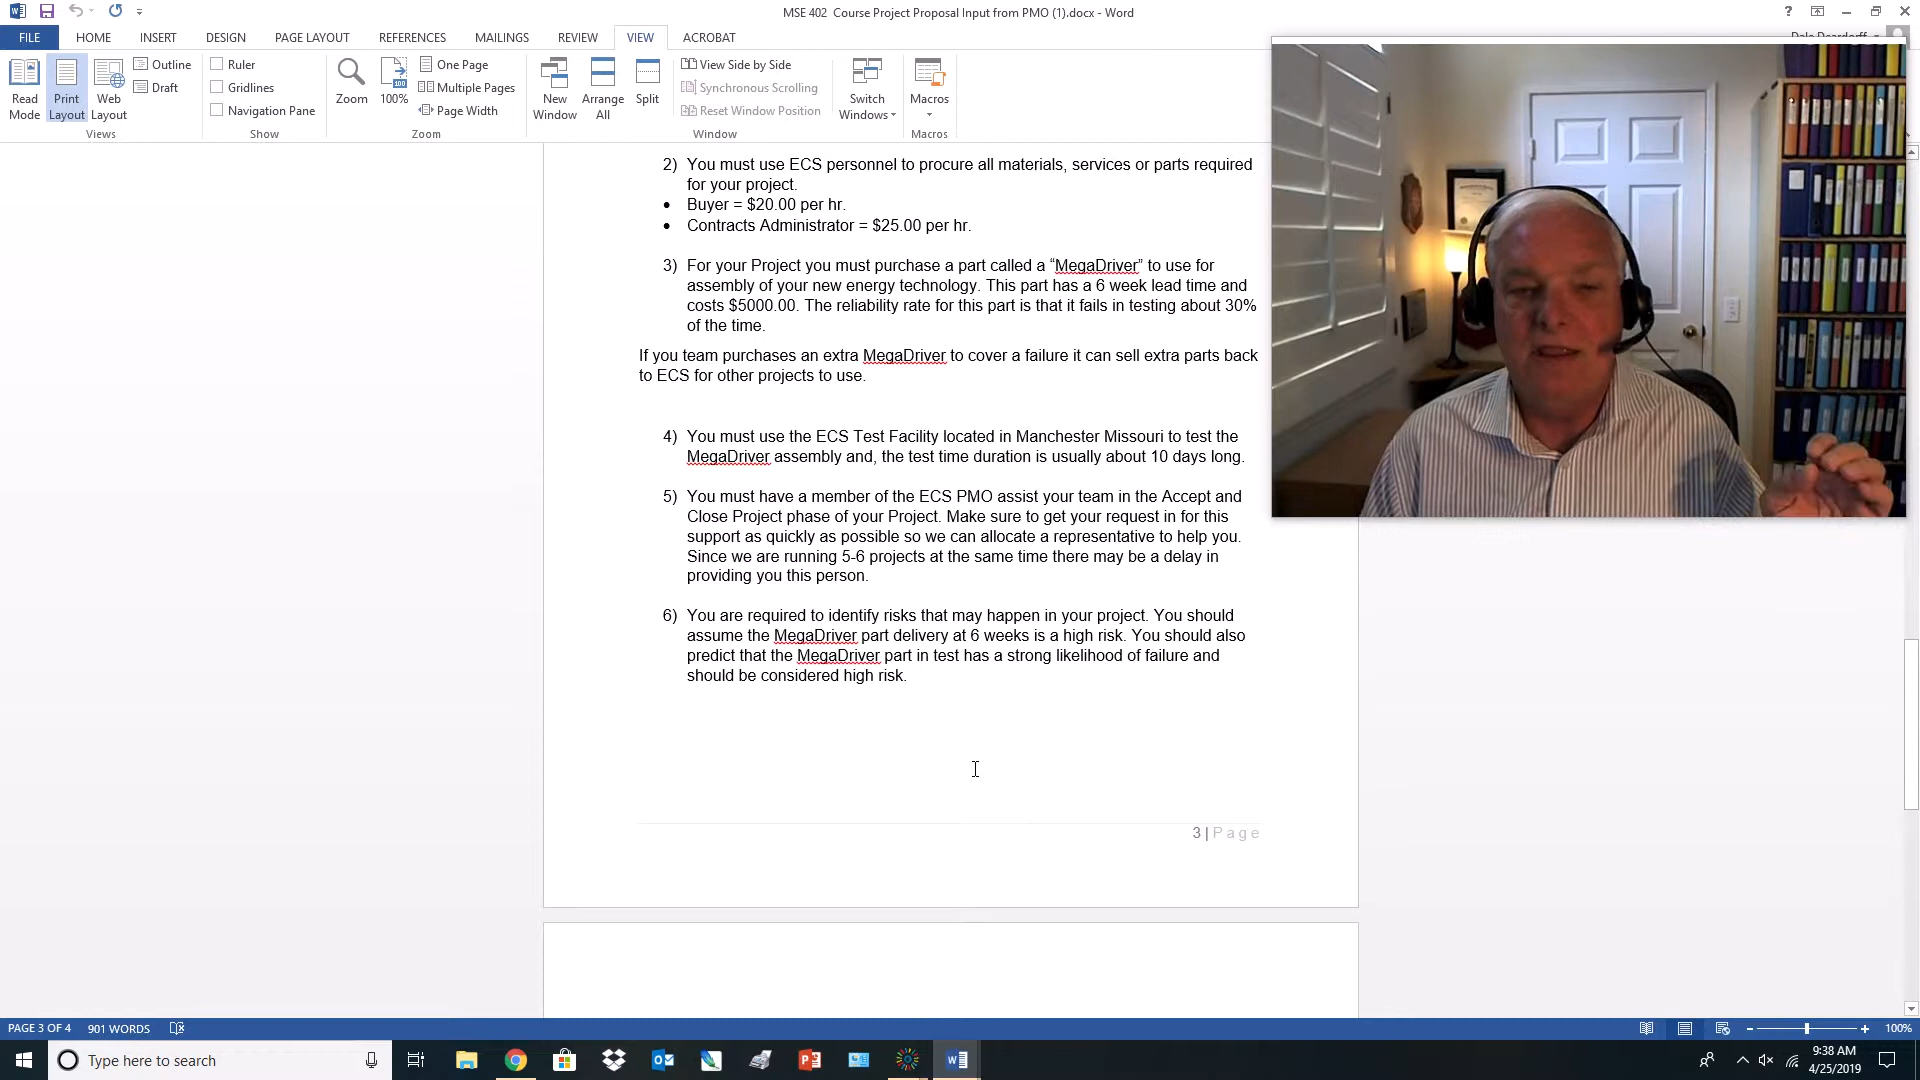 MSE 402  Course Project Proposal Input from PMO (1).docx - Word
FILE HOME INSERT DESIGN PAGE LAYOUT REFERENCES MAILINGS REVIEW VIEW ACROBAT
Dale Deardorff
Read Mode
Print Layout
Web Layout
Outline
Draft
Views
Ruler
Gridlines
Navigation Pane
Show
Zoom
100
100%
One Page
Multiple Pages
Page Width
Zoom
New Window
Arrange All
Split
View Side by Side
Synchronous Scrolling
Reset Window Position
Window
Switch Windows
Macros
Macros
2) You must use ECS personnel to procure all materials, services or parts required
for your project.
• Buyer = $20.00 per hr.
• Contracts Administrator = $25.00 per hr.
3) For your Project you must purchase a part called a “MegaDriver” to use for
assembly of your new energy technology. This part has a 6 week lead time and
costs $5000.00. The reliability rate for this part is that it fails in testing about 30%
of the time.
If you team purchases an extra MegaDriver to cover a failure it can sell extra parts back
to ECS for other projects to use.
4) You must use the ECS Test Facility located in Manchester Missouri to test the
MegaDriver assembly and, the test time duration is usually about 10 days long.
5) You must have a member of the ECS PMO assist your team in the Accept and
Close Project phase of your Project. Make sure to get your request in for this
support as quickly as possible so we can allocate a representative to help you.
Since we are running 5-6 projects at the same time there may be a delay in
providing you this person.
6) You are required to identify risks that may happen in your project. You should
assume the MegaDriver part delivery at 6 weeks is a high risk. You should also
predict that the MegaDriver part in test has a strong likelihood of failure and
should be considered high risk.
3 | Page
PAGE 3 OF 4 901 WORDS
100%
Type here to search
9:38 AM
4/25/2019